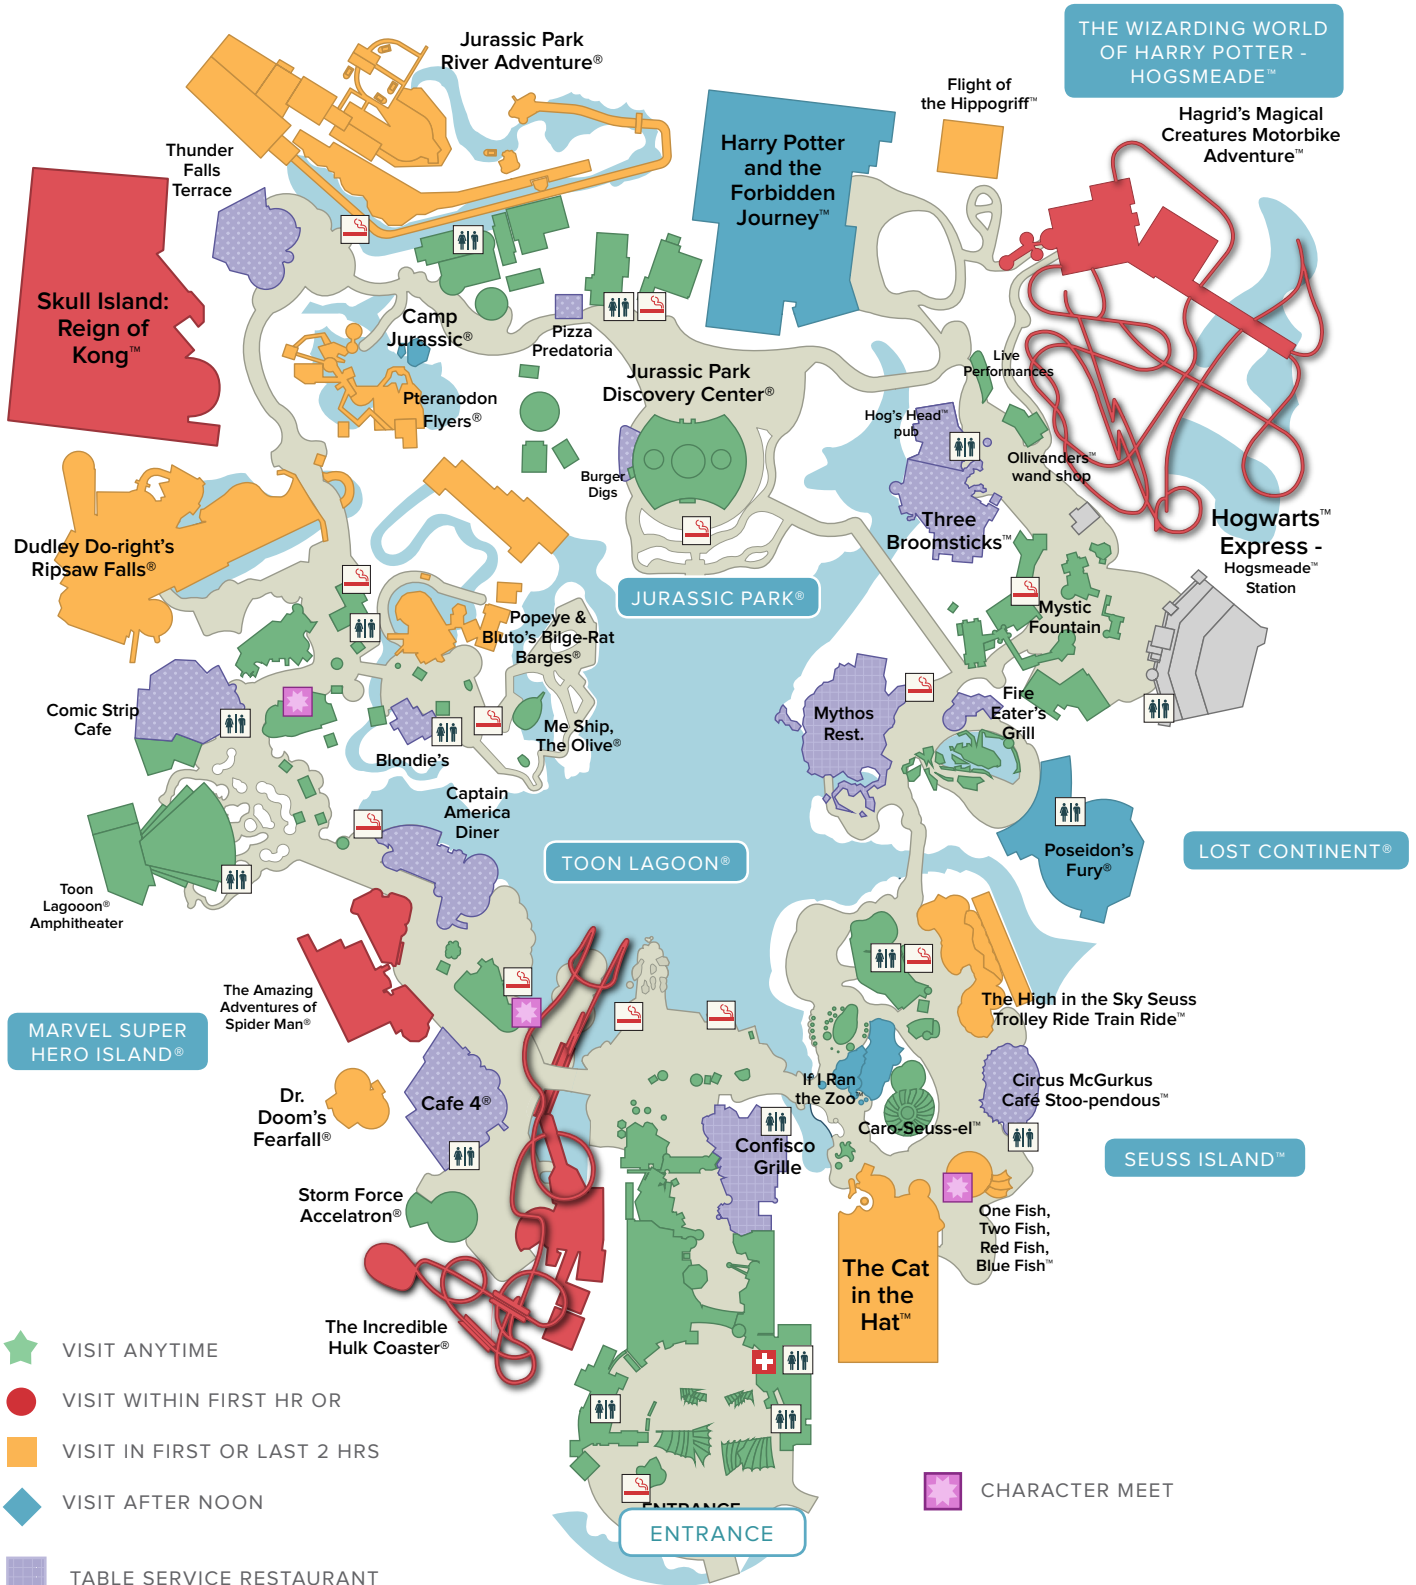 Jurassic Park
River Adventure®
THE WIZARDING WORLD
OF HARRY POTTER -
HOGSMEADE™
Flight of
the Hippogriff™
Hagrid's Magical
Creatures Motorbike
Adventure™
Thunder
Falls
Terrace
Harry Potter
and the
Forbidden
Journey™
Skull Island:
Reign of
Kong™
Camp
Jurassic®
Pizza
Predatoria
Live
Performances
Jurassic Park
Discovery Center®
Pteranodon
Flyers®
Hog's Head™
pub
Ollivanders™
wand shop
Burger
Digs
Three
Broomsticks™
Hogwarts™
Express -
Hogsmeade™
Station
Dudley Do-right's
Ripsaw Falls®
JURASSIC PARK®
Popeye &
Bluto's Bilge-Rat
Barges®
Mystic
Fountain
Comic Strip
Cafe
Mythos
Rest.
Fire
Eater's
Grill
Me Ship,
The Olive®
Blondie's
Captain
America
Diner
TOON LAGOON®
Poseidon's
Fury®
LOST CONTINENT®
Toon
Lagooon®
Amphitheater
The Amazing
Adventures of
Spider Man®
The High in the Sky Seuss
Trolley Ride Train Ride™
MARVEL SUPER
HERO ISLAND®
Dr.
Doom's
Fearfall®
Cafe 4®
If I Ran
the Zoo™
Circus McGurkus
Café Stoo-pendous™
Caro-Seuss-el™
Confisco
Grille
SEUSS ISLAND™
Storm Force
Accelatron®
One Fish,
Two Fish,
Red Fish,
Blue Fish™
The Cat
in the
Hat™
The Incredible
Hulk Coaster®
VISIT ANYTIME
VISIT WITHIN FIRST HR OR
VISIT IN FIRST OR LAST 2 HRS
VISIT AFTER NOON
CHARACTER MEET
ENTRANCE
ENTRANCE
TABLE SERVICE RESTAURANT